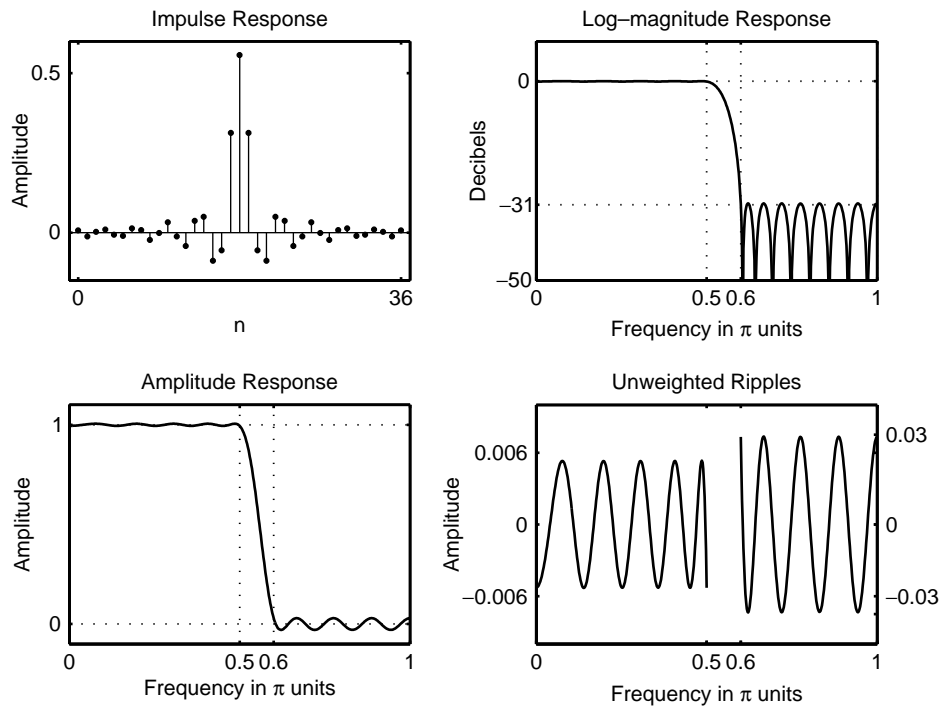 Impulse Response
0.5
0
Amplitude
0
36
n
Log−magnitude Response
0
−31
−50
Decibels
0
0.5
0.6
1
Frequency in π units
Amplitude Response
1
0
Amplitude
0
0.5
0.6
1
Frequency in π units
Unweighted Ripples
0.006
0
−0.006
Amplitude
0.03
0
−0.03
0
0.5
0.6
1
Frequency in π units